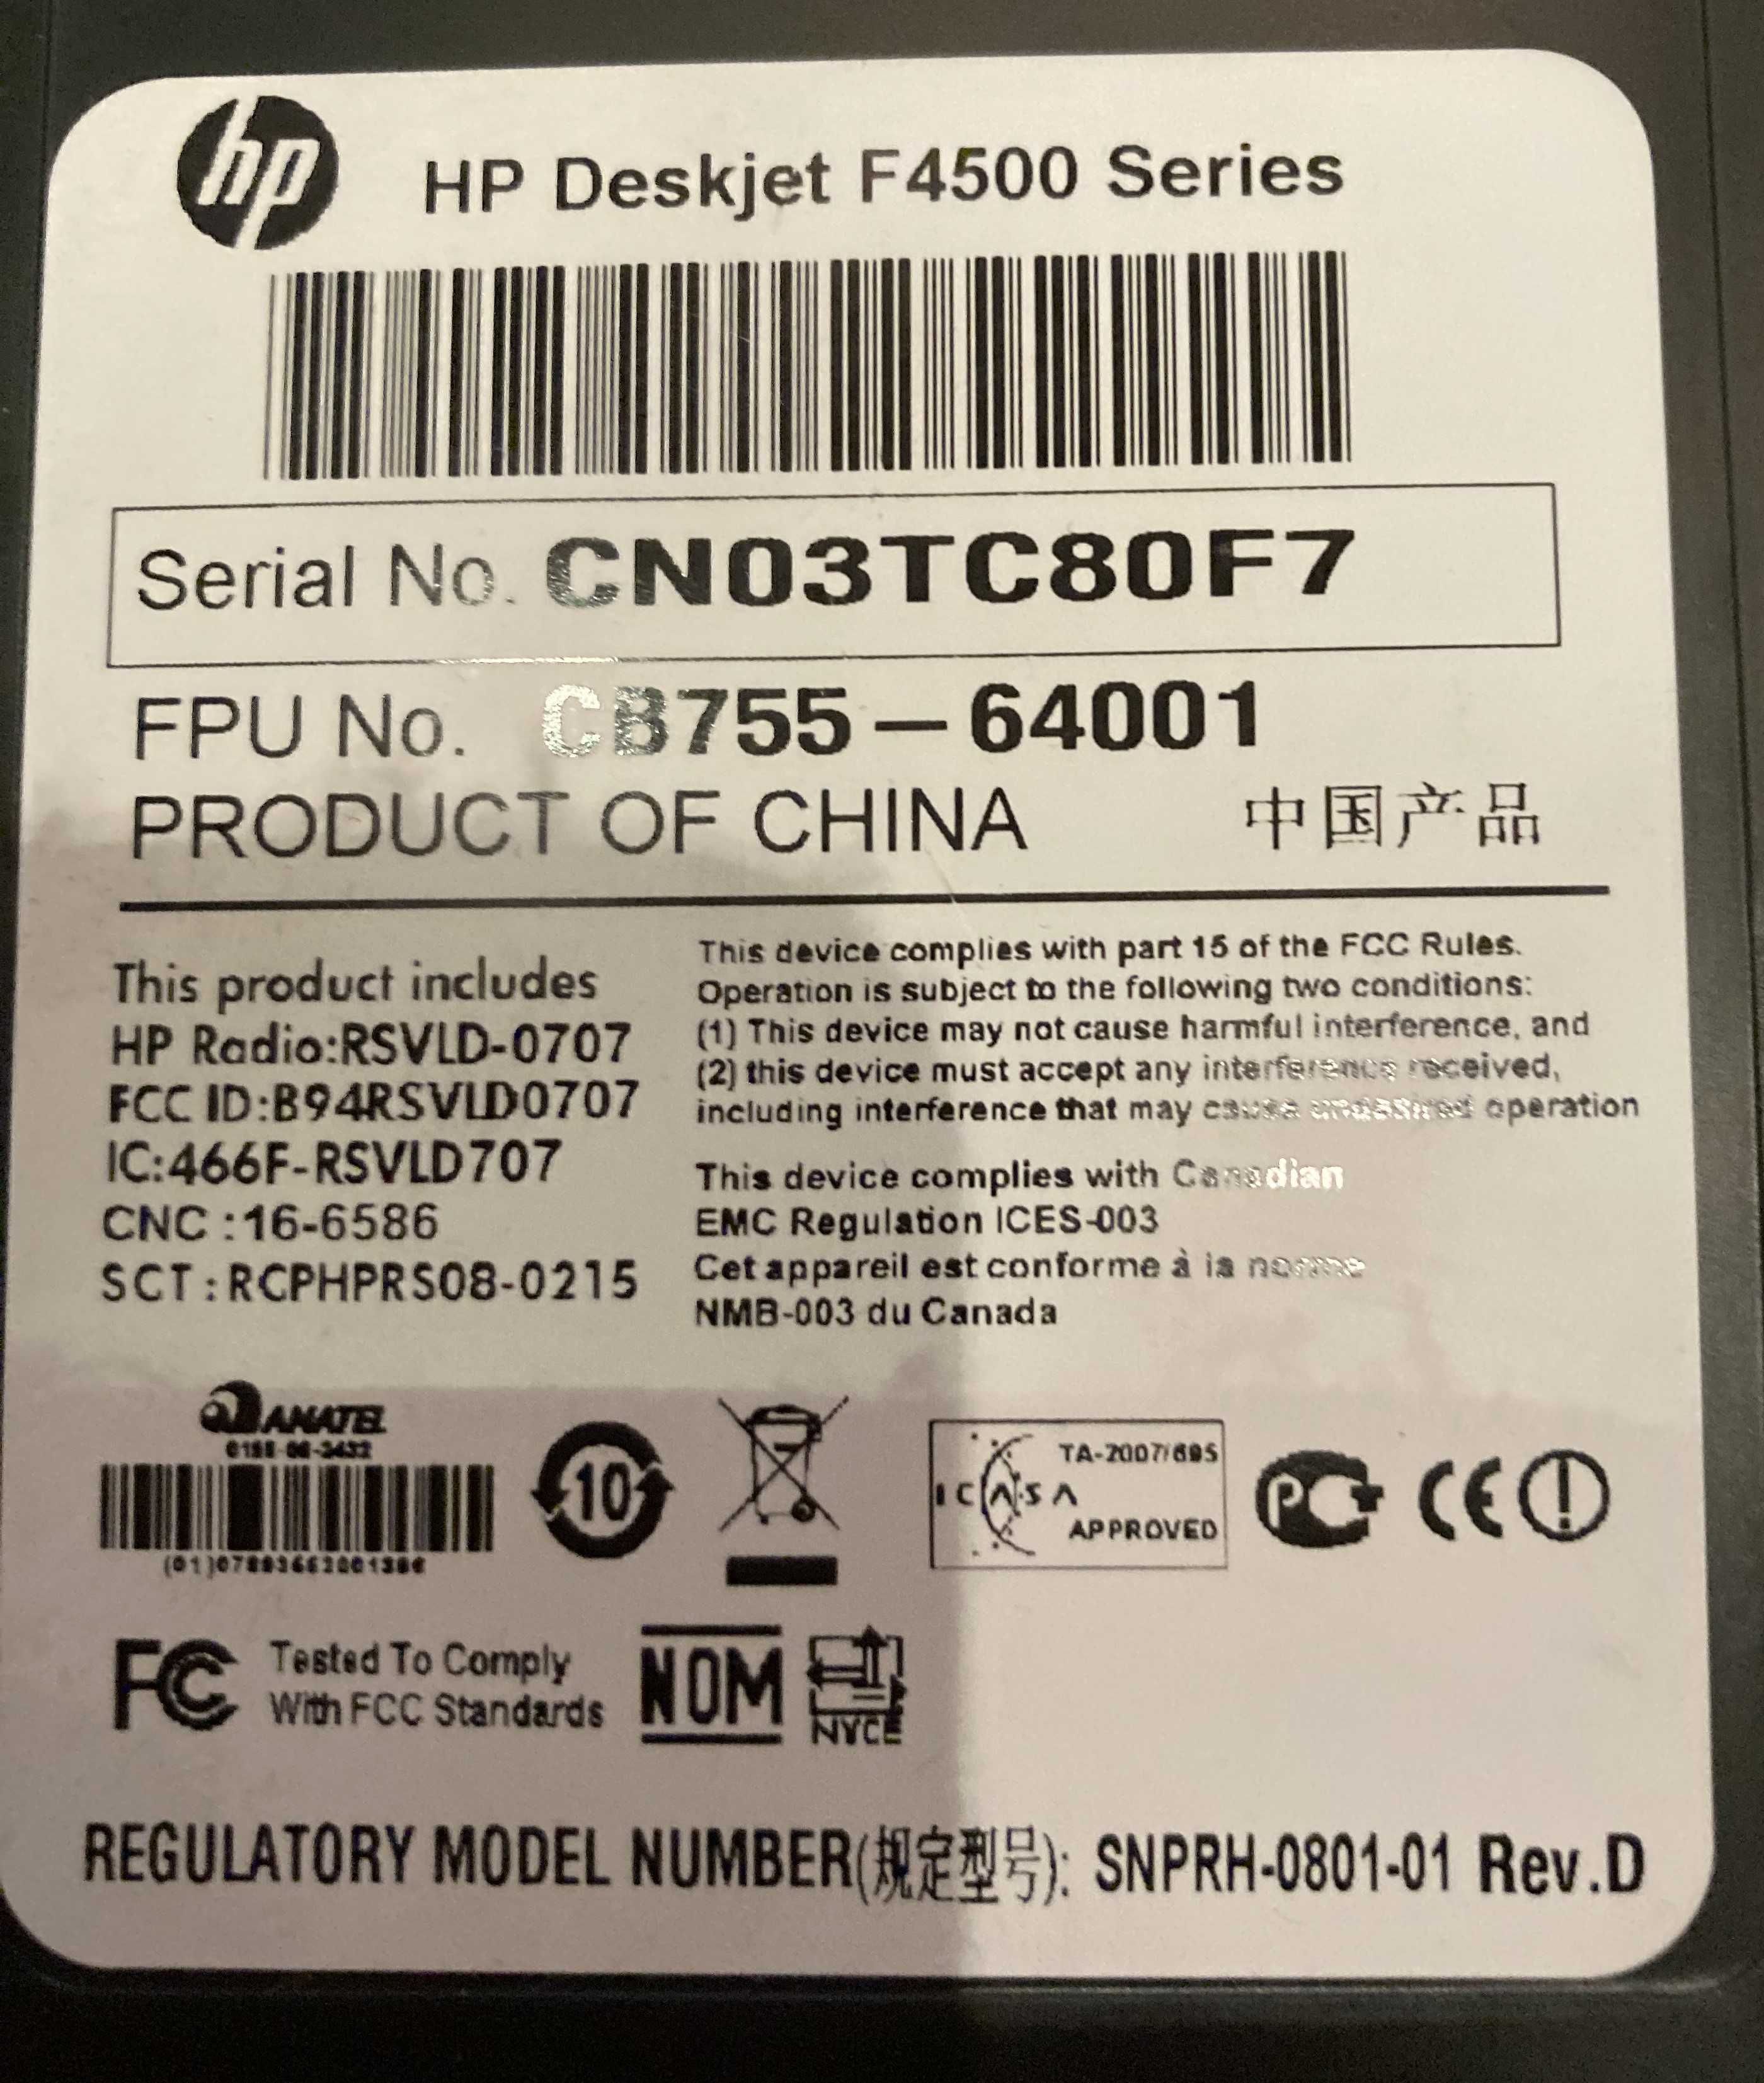 hp HP Deskjet F4500 Series
Serial No. CN03TC80F7
FPU No. CB755-64001
PRODUCT OF CHINA 中国产品
This product includes
HP Radio:RSVLD-0707
FCC ID:B94RSVLD0707
IC:466F-RSVLD707
CNC :16-6586
SCT : RCPHPRS08-0215
This device complies with part 15 of the FCC Rules.
Operation is subject to the following two conditions:
(1) This device may not cause harmful interference, and
(2) this device must accept any interference received,
including interference that may cause undesired operation
This device complies with Canadian
EMC Regulation ICES-003
Cet appareil est conforme à la norme
NMB-003 du Canada
ANATEL
10
ICASA
TA-2007/695
APPROVED
PC+ CE
FC Tested To Comply
With FCC Standards
NOM
NYCE
REGULATORY MODEL NUMBER(规定型号): SNPRH-0801-01 Rev.D